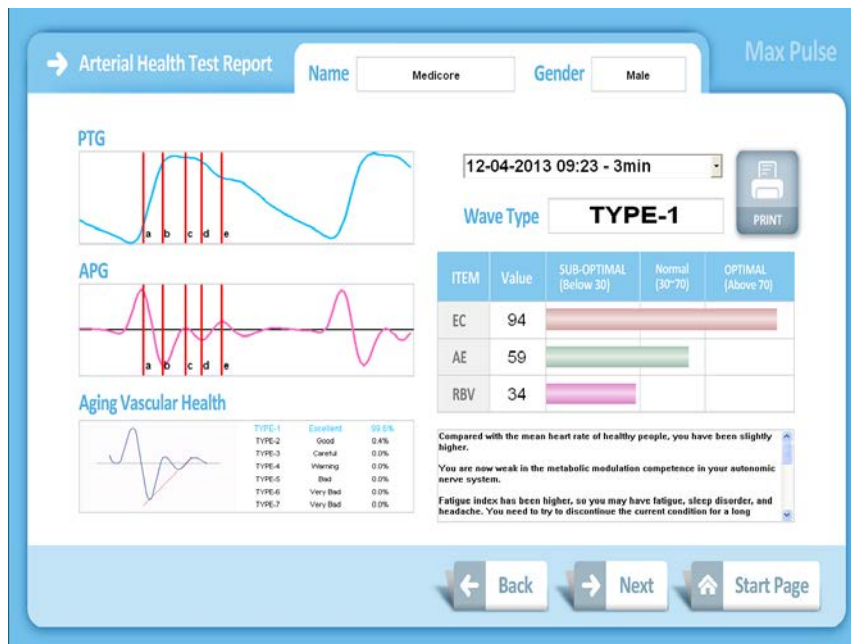 Arterial Health Test Report
Name
Medicore
Gender
Male
Max Pulse
PTG
a b c d e
APG
a b c d e
Aging Vascular Health
TYPE-1 Excellent 99.6%
TYPE-2 Good 0.4%
TYPE-3 Careful 0.0%
TYPE-4 Warning 0.0%
TYPE-5 Bad 0.0%
TYPE-6 Very Bad 0.0%
TYPE-7 Very Bad 0.0%
12-04-2013 09:23 - 3min
PRINT
Wave Type
TYPE-1
ITEM Value SUB-OPTIMAL (Below 30) Normal (30~70) OPTIMAL (Above 70)
EC 94
AE 59
RBV 34
Compared with the mean heart rate of healthy people, you have been slightly
higher.
You are now weak in the metabolic modulation competence in your autonomic
nerve system.
Fatigue index has been higher, so you may have fatigue, sleep disorder, and
headache. You need to try to discontinue the current condition for a long
Back
Next
Start Page